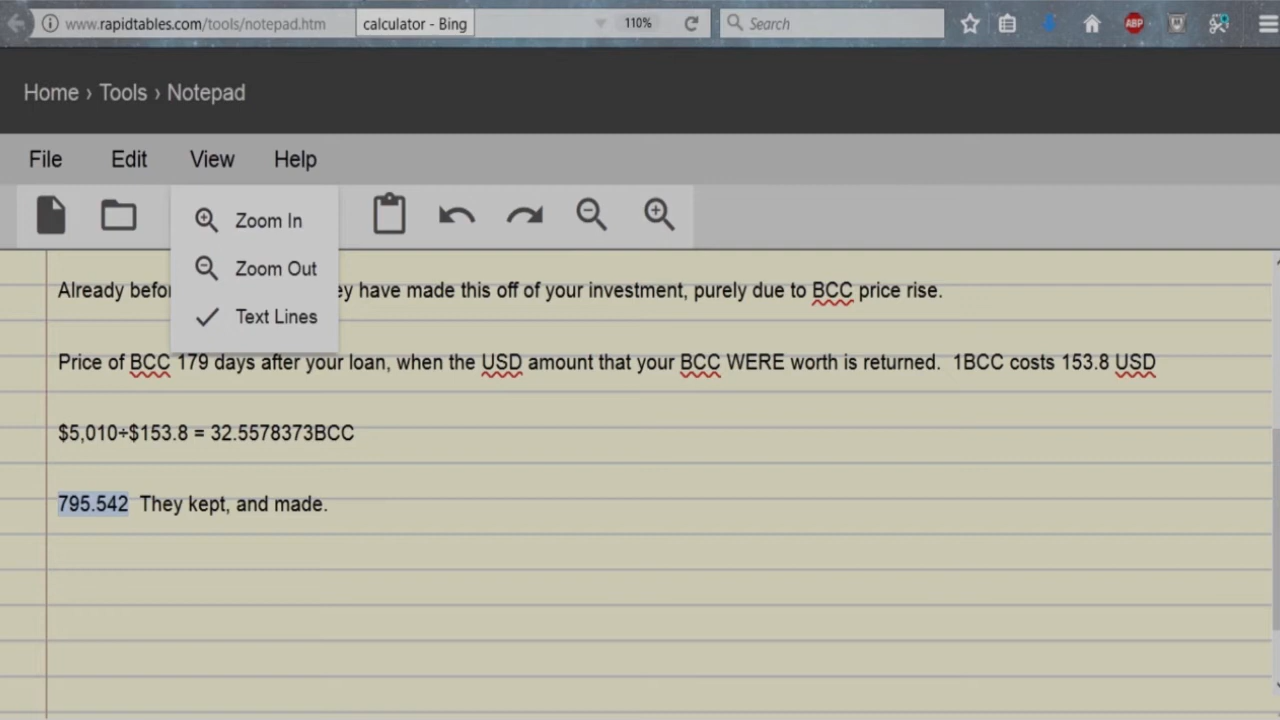 www.rapidtables.com/tools/notepad.htm
calculator - Bing
110%
Search
ABP
Home › Tools › Notepad
File Edit View Help
Zoom In
Zoom Out
Text Lines
Already befor ey have made this off of your investment, purely due to BCC price rise.
Price of BCC 179 days after your loan, when the USD amount that your BCC WERE worth is returned. 1BCC costs 153.8 USD
$5,010÷$153.8 = 32.5578373BCC
795.542 They kept, and made.